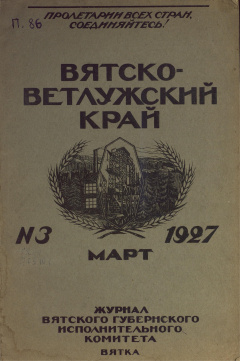 П. 86
ПРОЛЕТАРИИ ВСЕХ СТРАН,
СОЕДИНЯЙТЕСЬ!
ВЯТСКО-
ВЕТЛУЖСКИЙ
КРАЙ
№3 1927
МАРТ
ЖУРНАЛ
ВЯТСКОГО ГУБЕРНСКОГО
ИСПОЛНИТЕЛЬНОГО
КОМИТЕТА
ВЯТКА